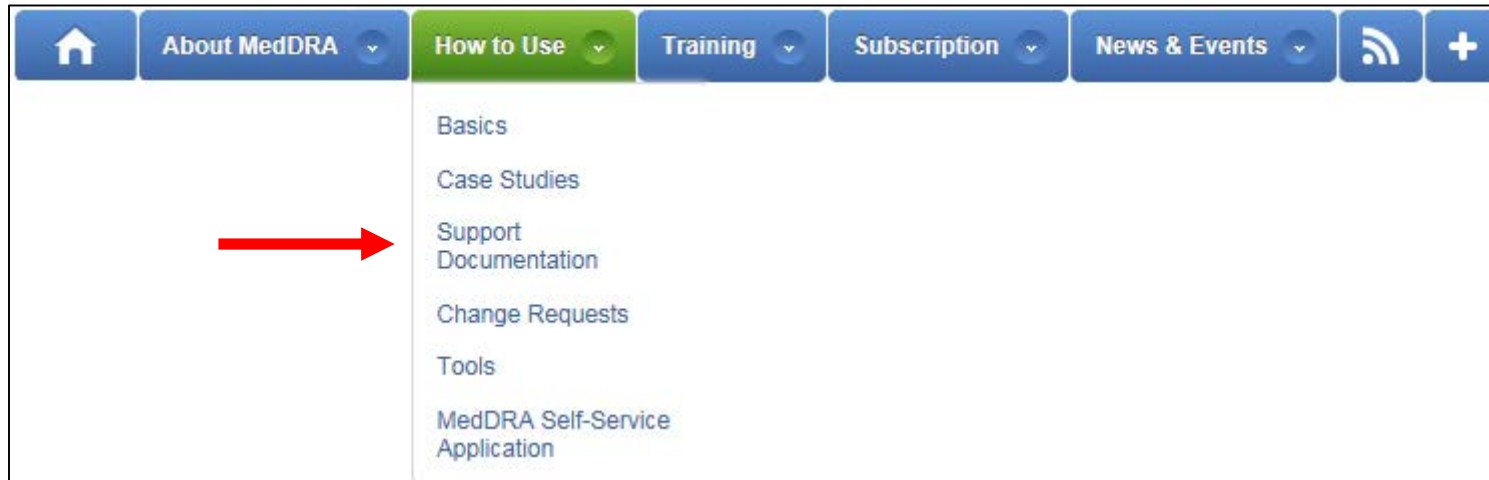 About MedDRA How to Use Training Subscription News & Events
Basics
Case Studies
Support
Documentation
Change Requests
Tools
MedDRA Self-Service
Application